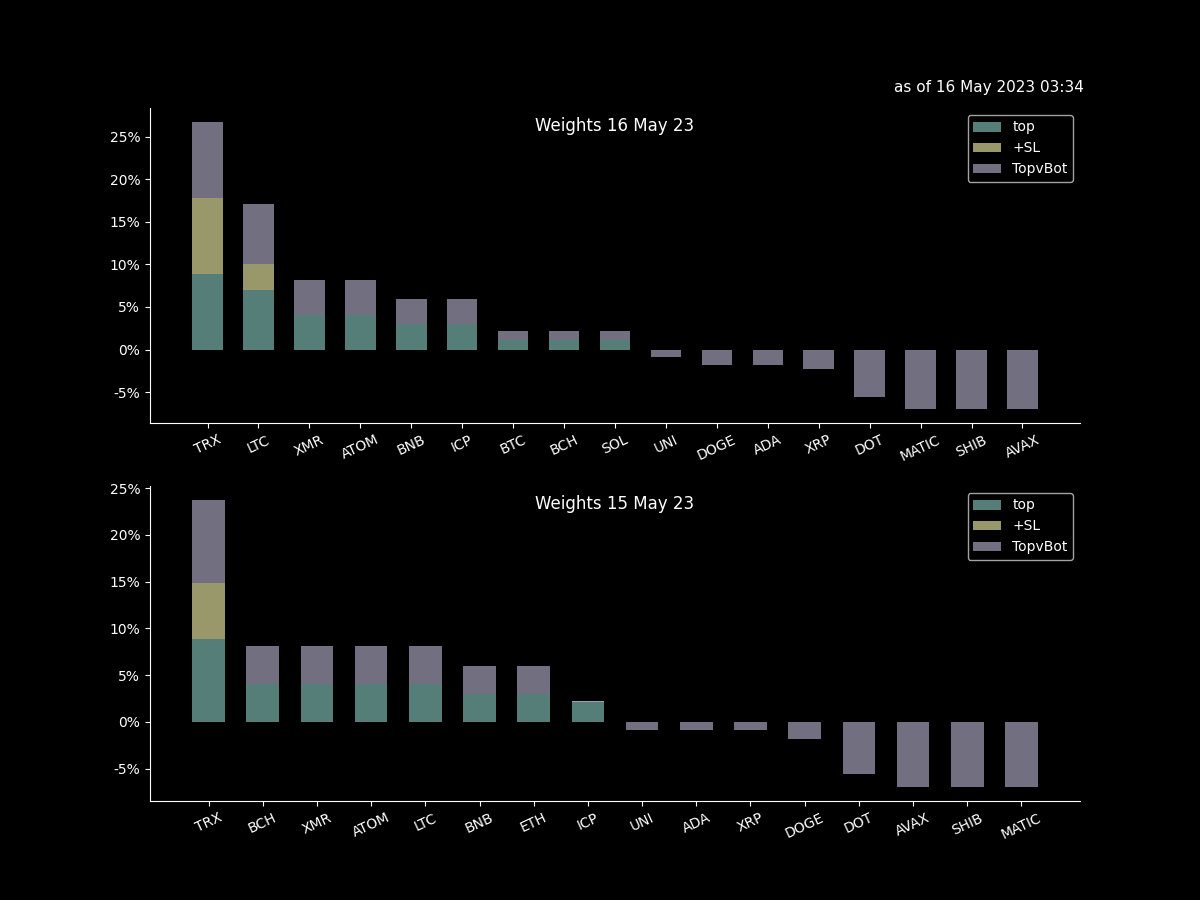 as of 16 May 2023 03:34
Weights 16 May 23
top
+SL
TopvBot
25%
20%
15%
10%
5%
0%
-5%
TRX LTC XMR ATOM BNB ICP BTC BCH SOL UNI DOGE ADA XRP DOT MATIC SHIB AVAX
Weights 15 May 23
top
+SL
TopvBot
25%
20%
15%
10%
5%
0%
-5%
TRX BCH XMR ATOM LTC BNB ETH ICP UNI ADA XRP DOGE DOT AVAX SHIB MATIC